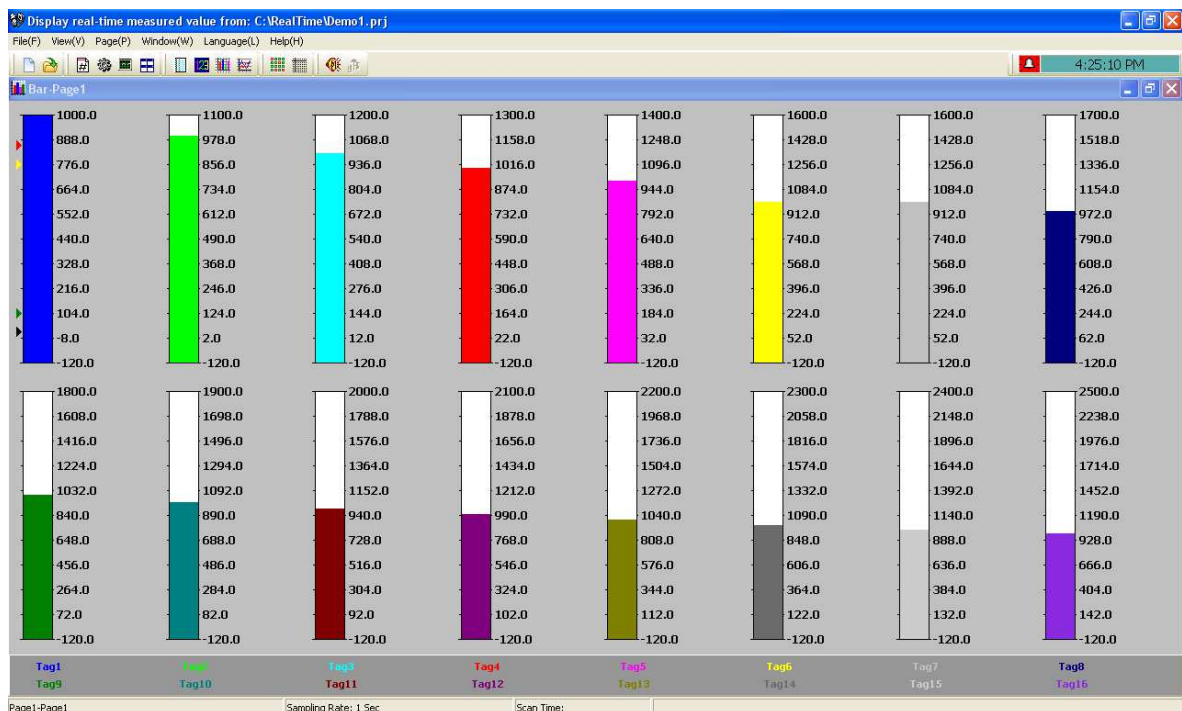 Display real-time measured value from: C:\RealTime\Demo1.prj
File(F) View(V) Page(P) Window(W) Language(L) Help(H)
4:25:10 PM
Bar-Page1
1000.0 1100.0 1200.0 1300.0 1400.0 1600.0 1600.0 1700.0
888.0 978.0 1068.0 1158.0 1248.0 1428.0 1428.0 1518.0
776.0 856.0 936.0 1016.0 1096.0 1256.0 1256.0 1336.0
664.0 734.0 804.0 874.0 944.0 1084.0 1084.0 1154.0
552.0 612.0 672.0 732.0 792.0 912.0 912.0 972.0
440.0 490.0 540.0 590.0 640.0 740.0 740.0 790.0
328.0 368.0 408.0 448.0 488.0 568.0 568.0 608.0
216.0 246.0 276.0 306.0 336.0 396.0 396.0 426.0
104.0 124.0 144.0 164.0 184.0 224.0 224.0 244.0
-8.0 2.0 12.0 22.0 32.0 52.0 52.0 62.0
-120.0 -120.0 -120.0 -120.0 -120.0 -120.0 -120.0 -120.0
1800.0 1900.0 2000.0 2100.0 2200.0 2300.0 2400.0 2500.0
1608.0 1698.0 1788.0 1878.0 1968.0 2058.0 2148.0 2238.0
1416.0 1496.0 1576.0 1656.0 1736.0 1816.0 1896.0 1976.0
1224.0 1294.0 1364.0 1434.0 1504.0 1574.0 1644.0 1714.0
1032.0 1092.0 1152.0 1212.0 1272.0 1332.0 1392.0 1452.0
840.0 890.0 940.0 990.0 1040.0 1090.0 1140.0 1190.0
648.0 688.0 728.0 768.0 808.0 848.0 888.0 928.0
456.0 486.0 516.0 546.0 576.0 606.0 636.0 666.0
264.0 284.0 304.0 324.0 344.0 364.0 384.0 404.0
72.0 82.0 92.0 102.0 112.0 122.0 132.0 142.0
-120.0 -120.0 -120.0 -120.0 -120.0 -120.0 -120.0 -120.0
Tag1 Tag3 Tag4 Tag5 Tag6 Tag7 Tag8
Tag9 Tag10 Tag11 Tag12 Tag13 Tag14 Tag15 Tag16
Page1-Page1 Sampling Rate: 1 Sec Scan Time: